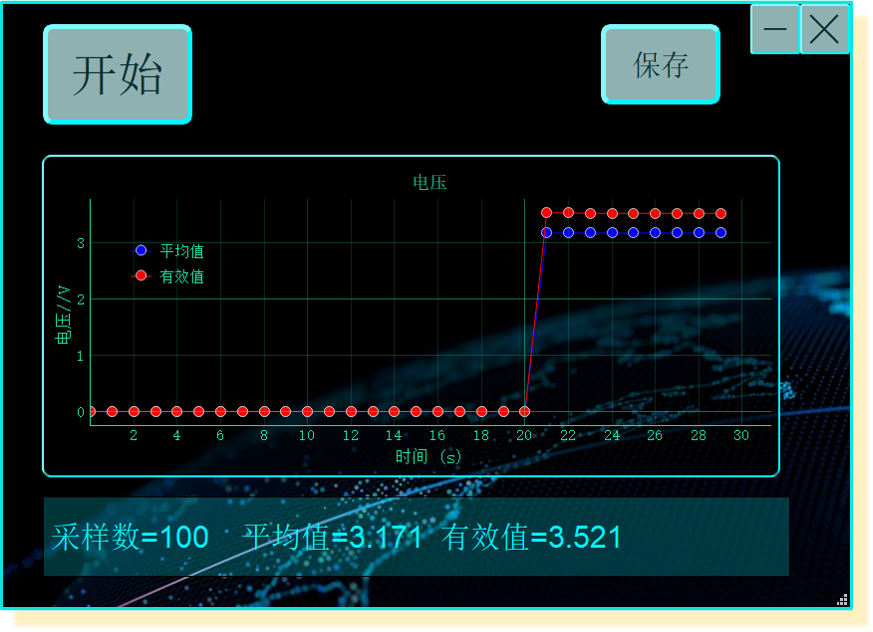 开始
保存
电压
平均值
有效值
电压//V
3
2
1
0
2 4 6 8 10 12 14 16 18 20 22 24 26 28 30
时间 (s)
采样数=100 平均值=3.171 有效值=3.521